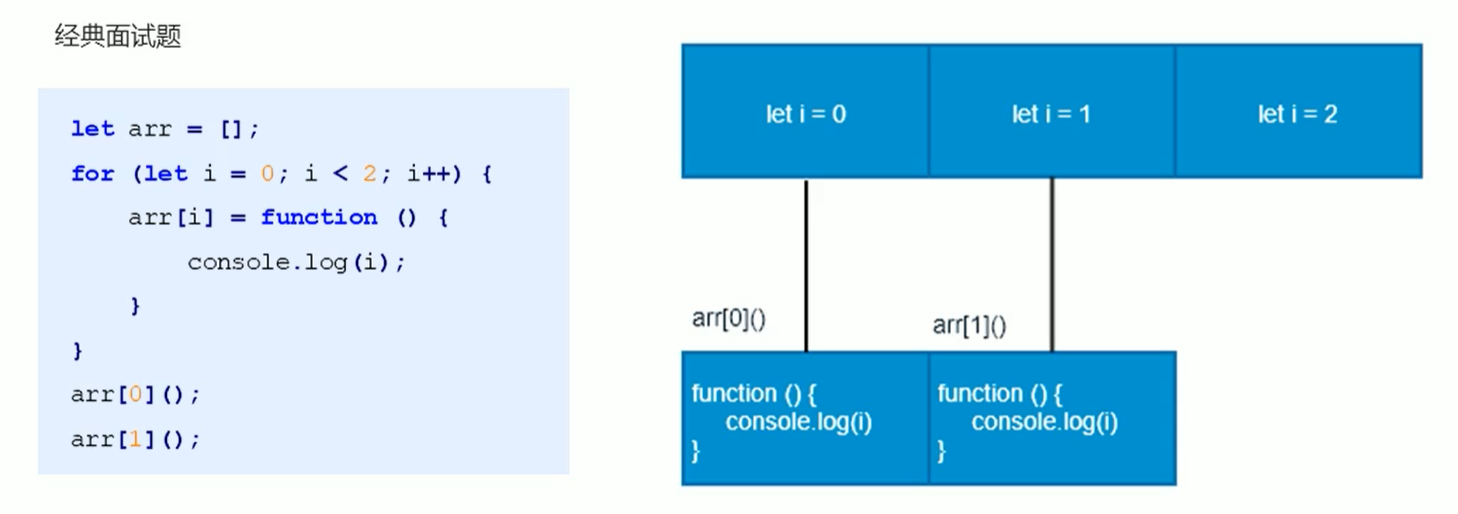 经典面试题
let arr = [];
for (let i = 0; i < 2; i++) {
    arr[i] = function () {
        console.log(i);
    }
}
arr[0]();
arr[1]();
let i = 0
let i = 1
let i = 2
arr[0]()
arr[1]()
function () {
    console.log(i)
}
function () {
    console.log(i)
}